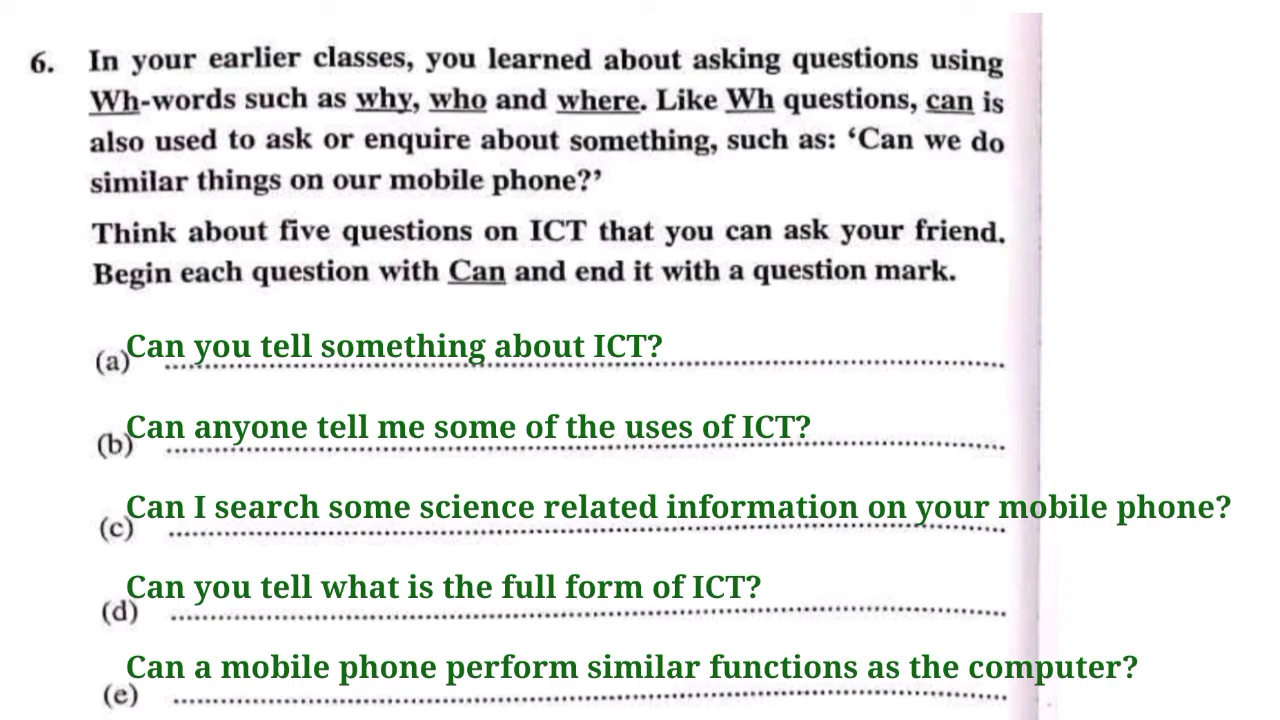 6. In your earlier classes, you learned about asking questions using
Wh-words such as why, who and where. Like Wh questions, can is
also used to ask or enquire about something, such as: ‘Can we do
similar things on our mobile phone?’
Think about five questions on ICT that you can ask your friend.
Begin each question with Can and end it with a question mark.
(a) Can you tell something about ICT?
(b) Can anyone tell me some of the uses of ICT?
(c) Can I search some science related information on your mobile phone?
(d) Can you tell what is the full form of ICT?
(e) Can a mobile phone perform similar functions as the computer?